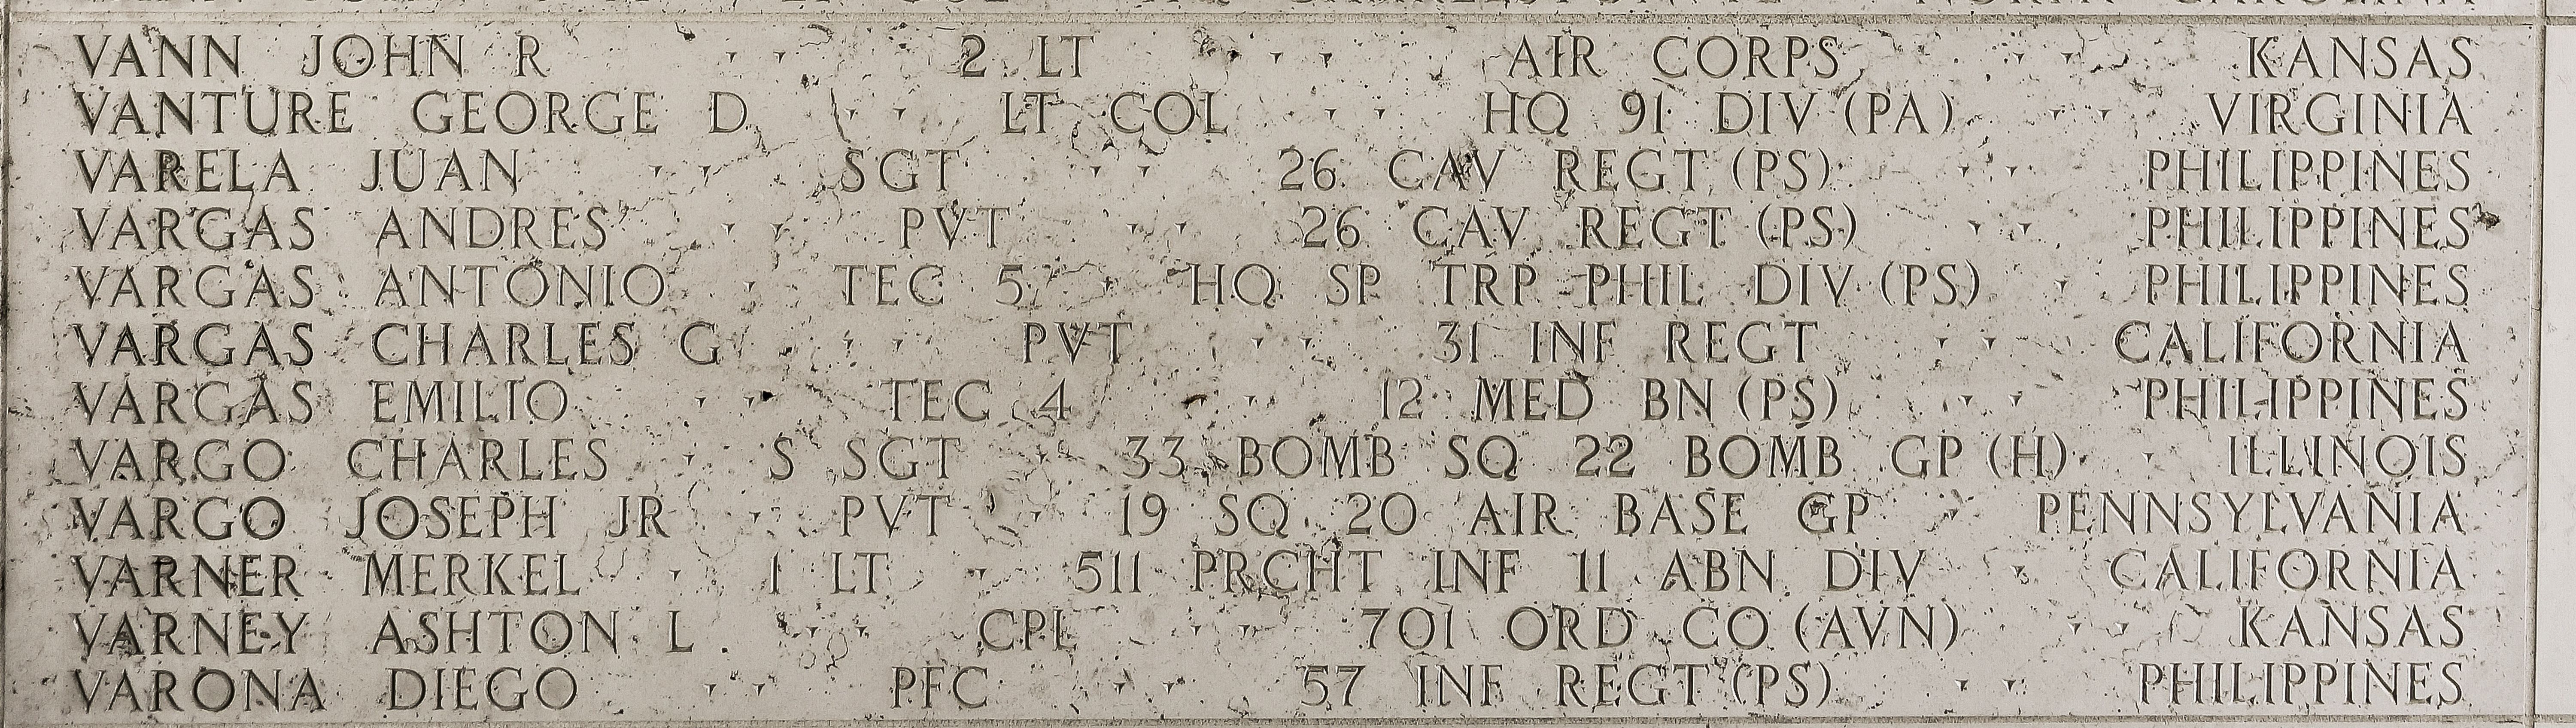 VANN JOHN R 2 LT AIR CORPS KANSAS
VANTURE GEORGE D LT COL HQ 91 DIV (PA) VIRGINIA
VARELA JUAN SGT 26 CAV REGT (PS) PHILIPPINES
VARGAS ANDRES PVT 26 CAV REGT (PS) PHILIPPINES
VARGAS ANTONIO TEC 5 HQ SP TRP PHIL DIV (PS) PHILIPPINES
VARGAS CHARLES G PVT 31 INF REGT CALIFORNIA
VARGAS EMILIO TEC 4 12 MED BN (PS) PHILIPPINES
VARGO CHARLES S SGT 33 BOMB SQ 22 BOMB GP (H) ILLINOIS
VARGO JOSEPH JR PVT 19 SQ 20 AIR BASE GP PENNSYLVANIA
VARNER MERKEL 1 LT 511 PRCHT INF 11 ABN DIV CALIFORNIA
VARNEY ASHTON L CPL 701 ORD CO (AVN) KANSAS
VARONA DIEGO PFC 57 INF REGT (PS) PHILIPPINES